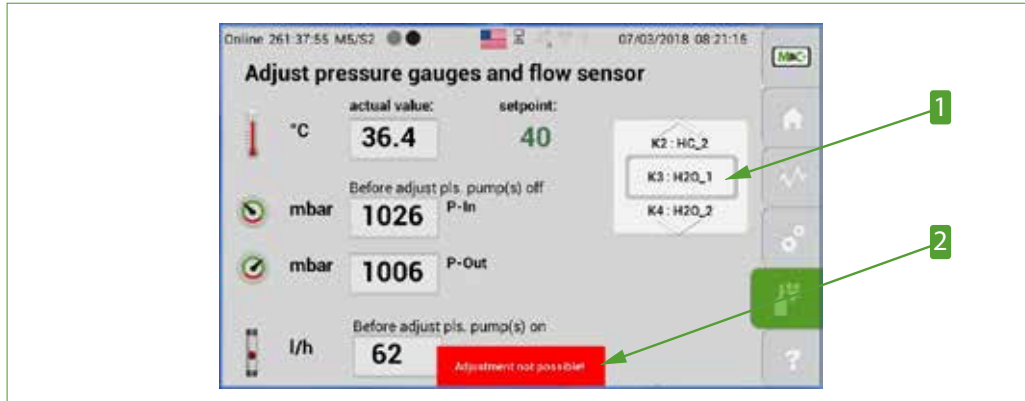 Online 261:37:55 M5/S2
07/03/2018 08:21:16
Adjust pressure gauges and flow sensor
actual value:
setpoint:
°C
36.4
40
K2 : HC_2
K3 : H2O_1
K4 : H2O_2
Before adjust pls. pump(s) off
mbar
1026
P-In
mbar
1006
P-Out
Before adjust pls. pump(s) on
l/h
62
Adjustment not possible!
?
1
2